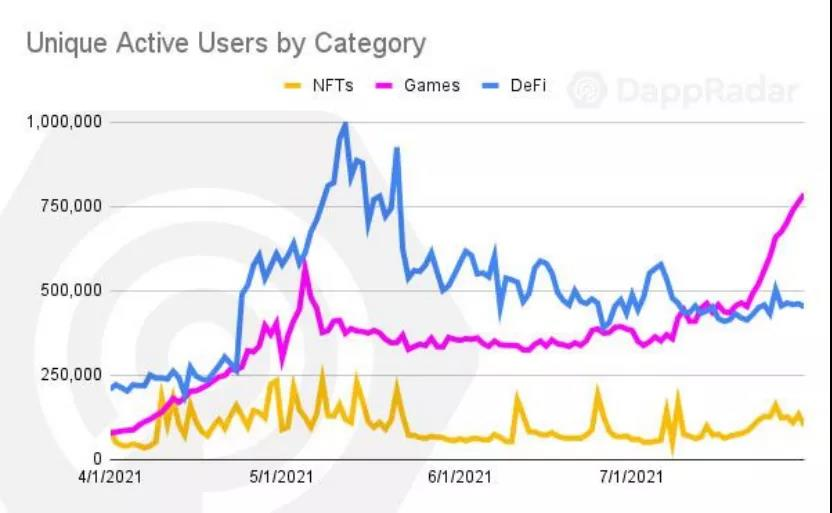 Unique Active Users by Category
NFTs Games DeFi
DappRadar
1,000,000
750,000
500,000
250,000
0
4/1/2021 5/1/2021 6/1/2021 7/1/2021